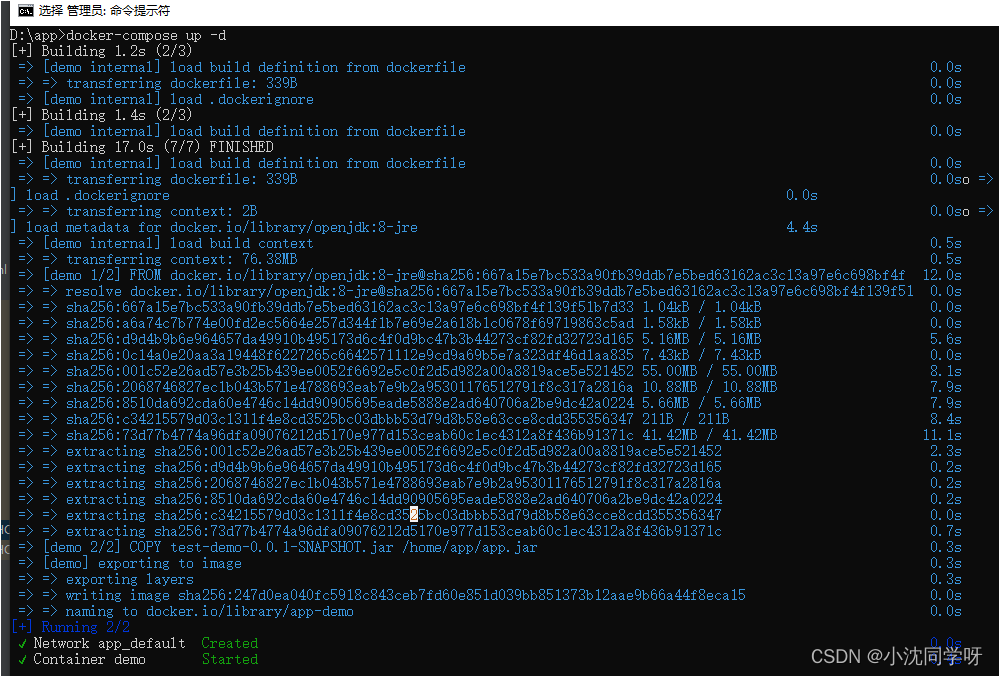 选择 管理员: 命令提示符
D:\app>docker-compose up -d
[+] Building 1.2s (2/3)
=> [demo internal] load build definition from dockerfile 0.0s
=> => transferring dockerfile: 339B 0.0s
=> [demo internal] load .dockerignore 0.0s
[+] Building 1.4s (2/3)
=> [demo internal] load build definition from dockerfile 0.0s
[+] Building 17.0s (7/7) FINISHED
=> [demo internal] load build definition from dockerfile 0.0s
=> => transferring dockerfile: 339B 0.0so =>
] load .dockerignore 0.0s
=> => transferring context: 2B 0.0so =>
] load metadata for docker.io/library/openjdk:8-jre 4.4s
=> [demo internal] load build context 0.5s
=> => transferring context: 76.38MB 0.5s
=> [demo 1/2] FROM docker.io/library/openjdk:8-jre@sha256:667a15e7bc533a90fb39ddb7e5bed63162ac3c13a97e6c698bf4f 12.0s
=> => resolve docker.io/library/openjdk:8-jre@sha256:667a15e7bc533a90fb39ddb7e5bed63162ac3c13a97e6c698bf4f139f51 0.0s
=> => sha256:667a15e7bc533a90fb39ddb7e5bed63162ac3c13a97e6c698bf4f139f51b7d33 1.04kB / 1.04kB 0.0s
=> => sha256:a6a74c7b774e00fd2ec5664e257d344f1b7e69e2a618b1c0678f69719863c5ad 1.58kB / 1.58kB 0.0s
=> => sha256:d9d4b9b6e964657da49910b495173d6c4f0d9bc47b3b44273cf82fd32723d165 5.16MB / 5.16MB 5.6s
=> => sha256:0c14a0e20aa3a19448f6227265c6642571112e9cd9a69b5e7a323df46d1aa835 7.43kB / 7.43kB 0.0s
=> => sha256:001c52e26ad57e3b25b439ee0052f6692e5c0f2d5d982a00a8819ace5e521452 55.00MB / 55.00MB 8.1s
=> => sha256:2068746827ec1b043b571e4788693eab7e9b2a95301176512791f8c317a2816a 10.88MB / 10.88MB 7.9s
=> => sha256:8510da692cda60e4746c14dd90905695eade5888e2ad640706a2be9dc42a0224 5.66MB / 5.66MB 7.9s
=> => sha256:c34215579d03c1311f4e8cd3525bc03dbbb53d79d8b58e63cce8cdd355356347 211B / 211B 8.4s
=> => sha256:73d77b4774a96dfa09076212d5170e977d153ceab60c1ec4312a8f436b91371c 41.42MB / 41.42MB 11.1s
=> => extracting sha256:001c52e26ad57e3b25b439ee0052f6692e5c0f2d5d982a00a8819ace5e521452 2.3s
=> => extracting sha256:d9d4b9b6e964657da49910b495173d6c4f0d9bc47b3b44273cf82fd32723d165 0.2s
=> => extracting sha256:2068746827ec1b043b571e4788693eab7e9b2a95301176512791f8c317a2816a 0.2s
=> => extracting sha256:8510da692cda60e4746c14dd90905695eade5888e2ad640706a2be9dc42a0224 0.2s
=> => extracting sha256:c34215579d03c1311f4e8cd3525bc03dbbb53d79d8b58e63cce8cdd355356347 0.0s
=> => extracting sha256:73d77b4774a96dfa09076212d5170e977d153ceab60c1ec4312a8f436b91371c 0.7s
=> [demo 2/2] COPY test-demo-0.0.1-SNAPSHOT.jar /home/app/app.jar 0.3s
=> [demo] exporting to image 0.3s
=> => exporting layers 0.3s
=> => writing image sha256:247d0ea040fc5918c843ceb7fd60e851d039bb851373b12aae9b66a44f8eca15 0.0s
=> => naming to docker.io/library/app-demo 0.0s
[+] Running 2/2
✓ Network app_default Created 0.0s
✓ Container demo Started
CSDN @小沈同学呀